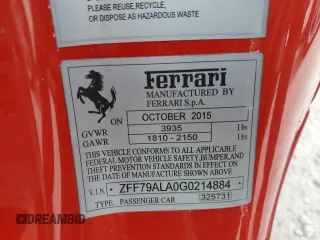 PLEASE REUSE, RECYCLE,
OR DISPOSE AS HAZARDOUS WASTE
Ferrari
MANUFACTURED BY
FERRARI S.p.A.
ON OCTOBER 2015
GVWR 3935 lbs
GAWR 1810 - 2150 lbs
THIS VEHICLE CONFORMS TO ALL APPLICABLE
FEDERAL MOTOR VEHICLE SAFETY, BUMPER, AND
THEFT PREVENTION STANDARDS IN EFFECT ON
THE DATE OF MANUFACTURE SHOWN ABOVE
V.I.N. * ZFF79ALA0G0214884 *
TYPE: PASSENGER CAR 325731
DREAMBID